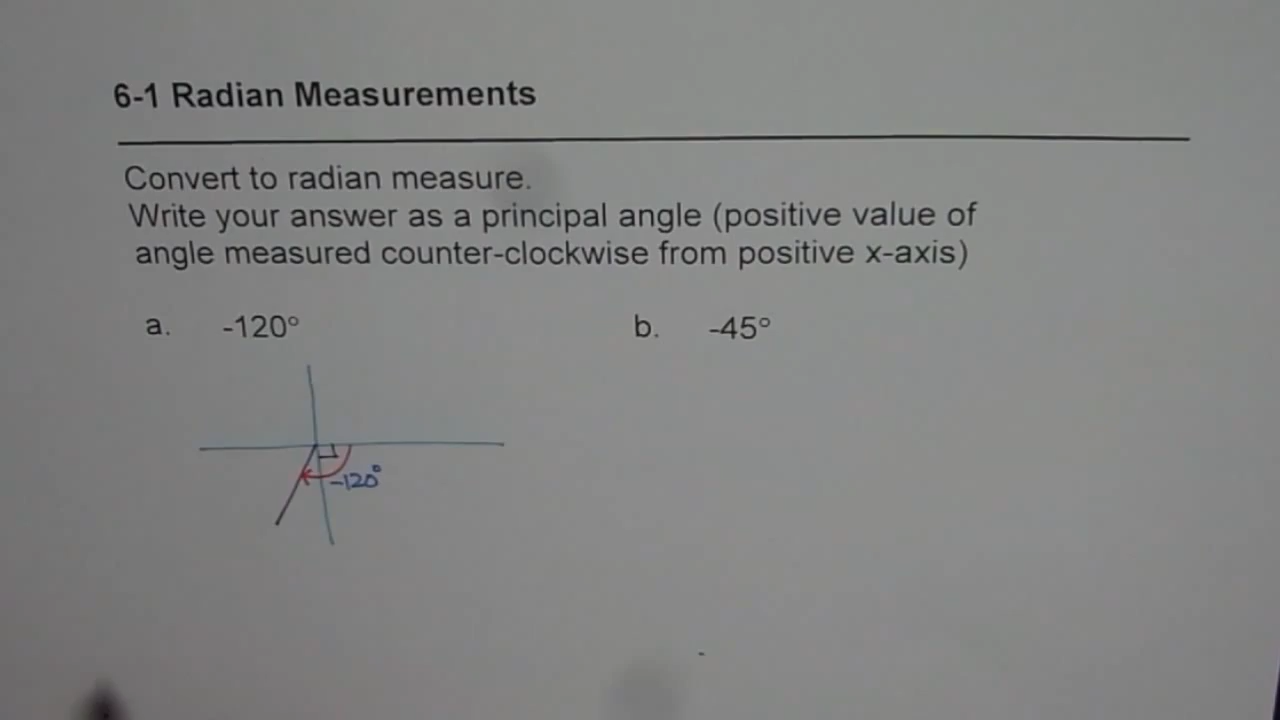 6-1 Radian Measurements
Convert to radian measure.
Write your answer as a principal angle (positive value of
angle measured counter-clockwise from positive x-axis)
a. -120° b. -45°
-120°